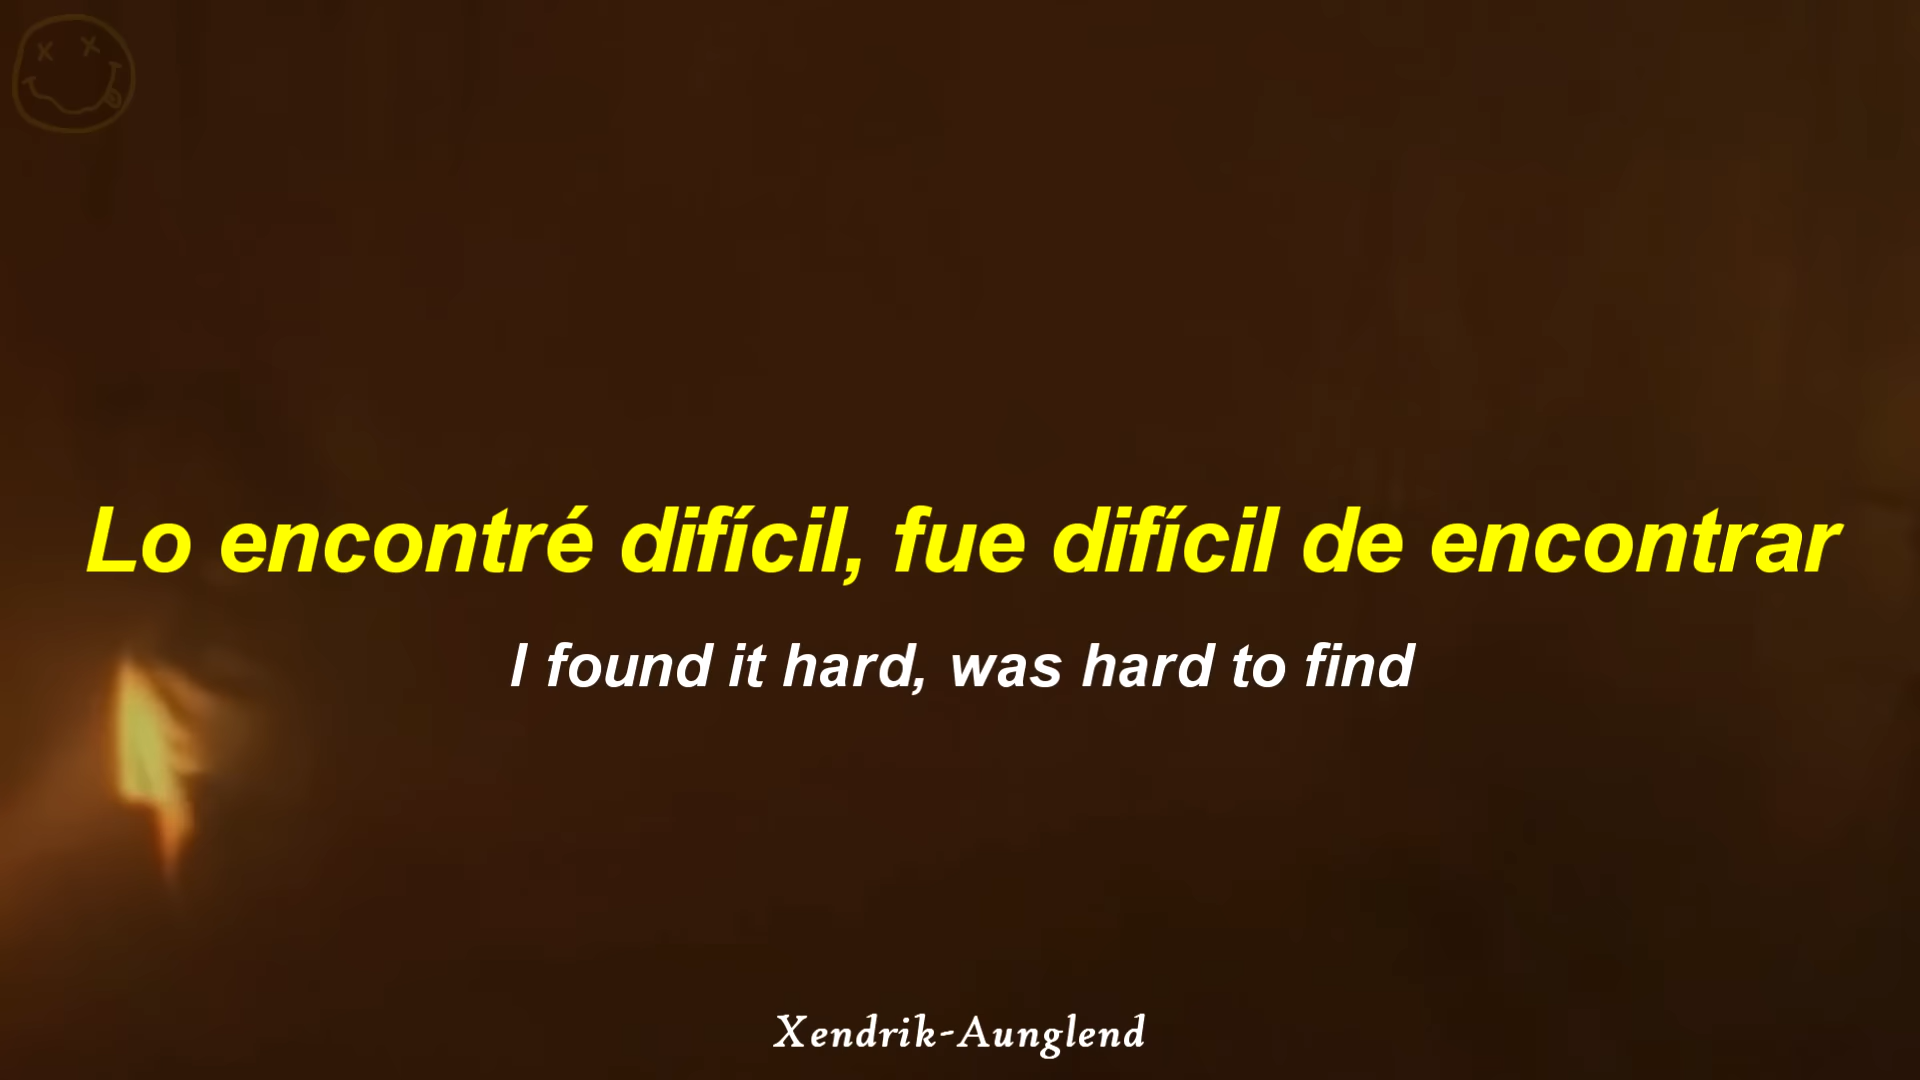 Lo encontré difícil, fue difícil de encontrar
I found it hard, was hard to find
Xendrik-Aunglend